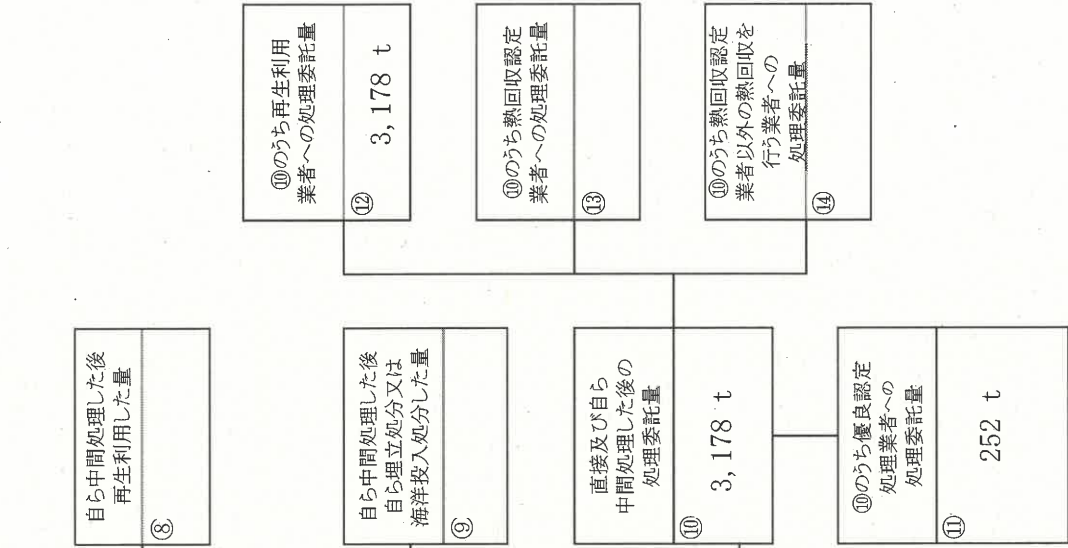 自ら中間処理した後
再生利用した量
⑧
自ら中間処理した後
自ら埋立処分又は
海洋投入処分した量
⑨
直接及び自ら
中間処理した後の
処理委託量
⑩
3,178 t
⑩のうち優良認定
処理業者への
処理委託量
⑪
252 t
⑩のうち再生利用
業者への処理委託量
⑫
3,178 t
⑩のうち熱回収認定
業者への処理委託量
⑬
⑩のうち熱回収認定
業者以外の熱回収を
行う業者への
処理委託量
⑭